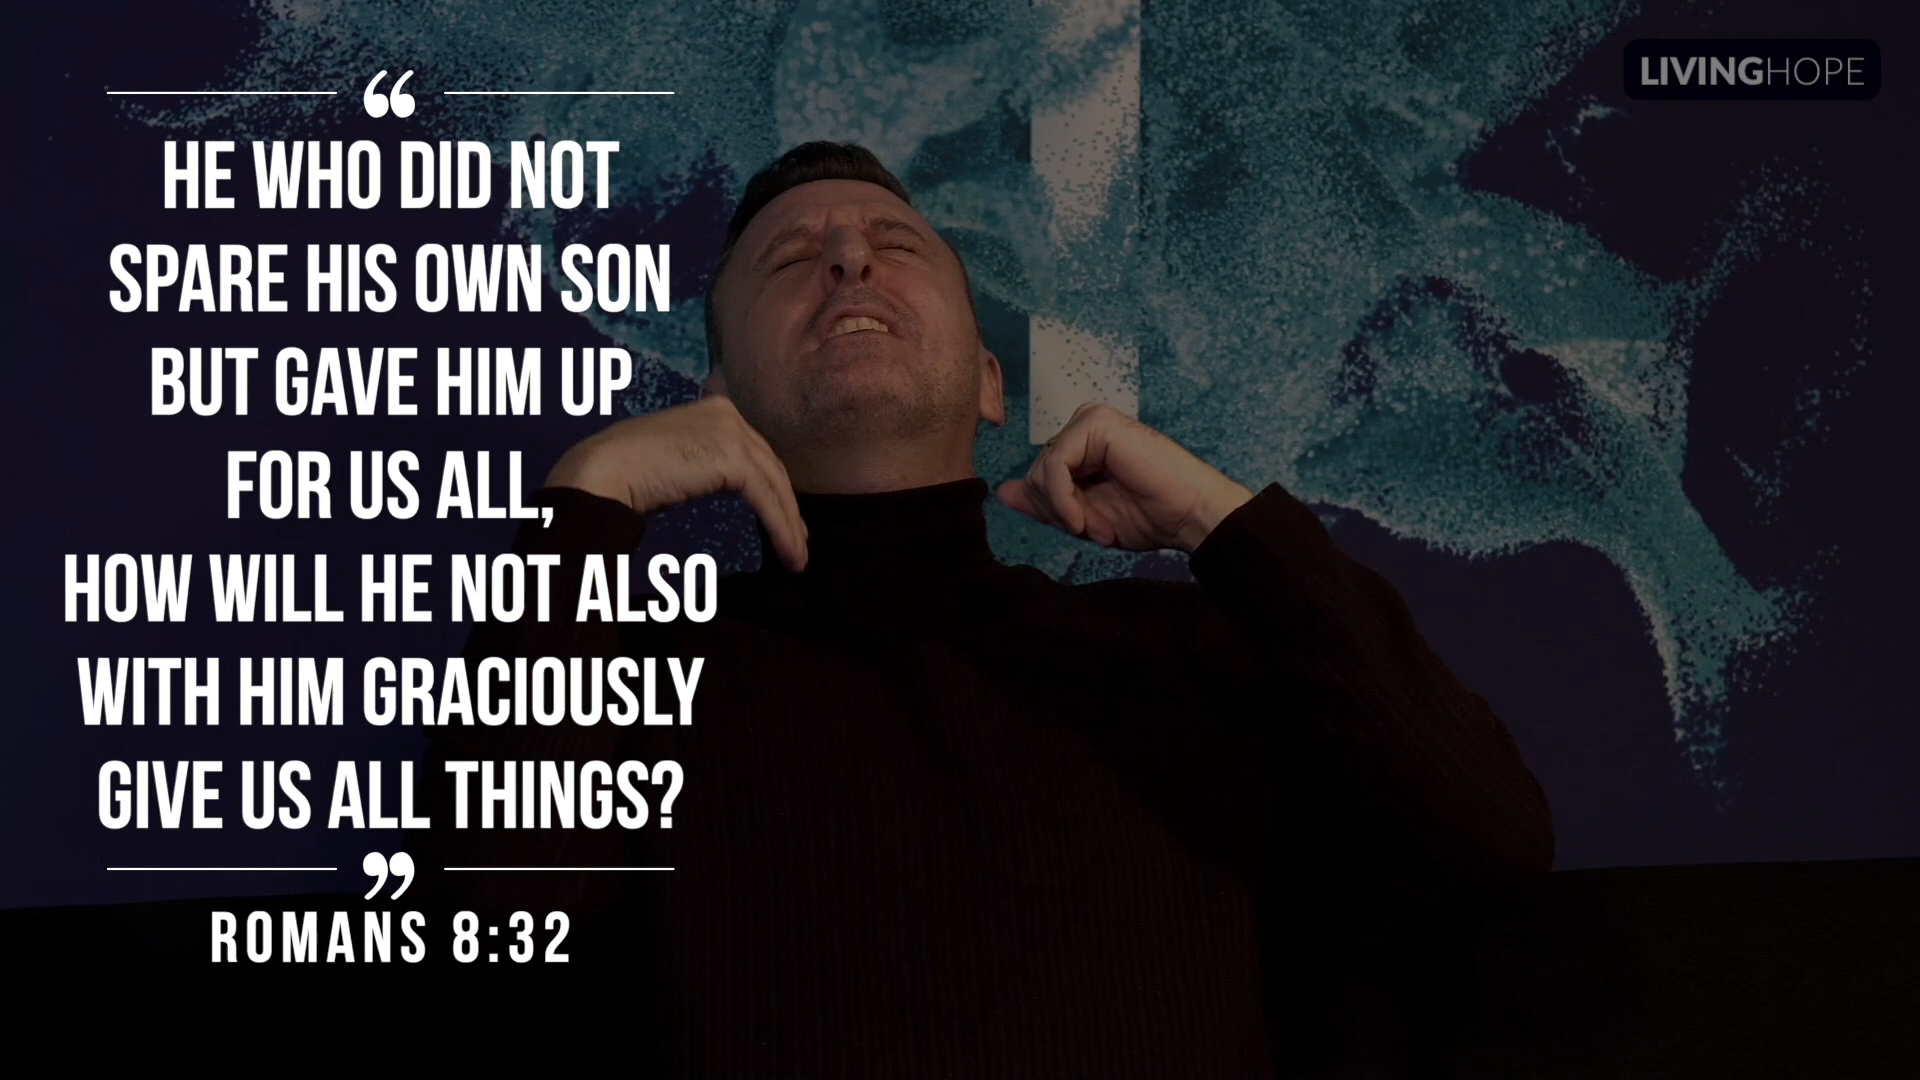 LIVINGHOPE
“
HE WHO DID NOT
SPARE HIS OWN SON
BUT GAVE HIM UP
FOR US ALL,
HOW WILL HE NOT ALSO
WITH HIM GRACIOUSLY
GIVE US ALL THINGS?
”
ROMANS 8:32